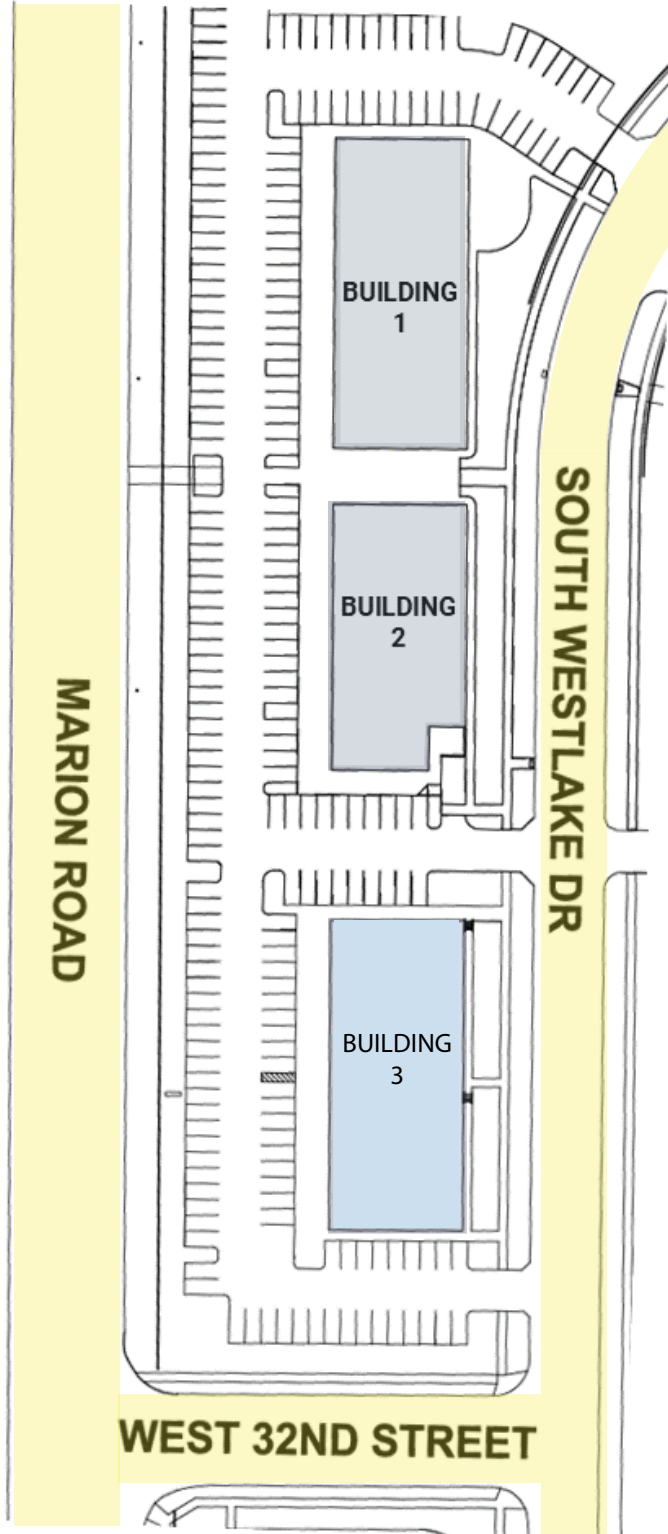 BUILDING
1
BUILDING
2
SOUTH WESTLAKE DR
MARION ROAD
BUILDING
3
WEST 32ND STREET